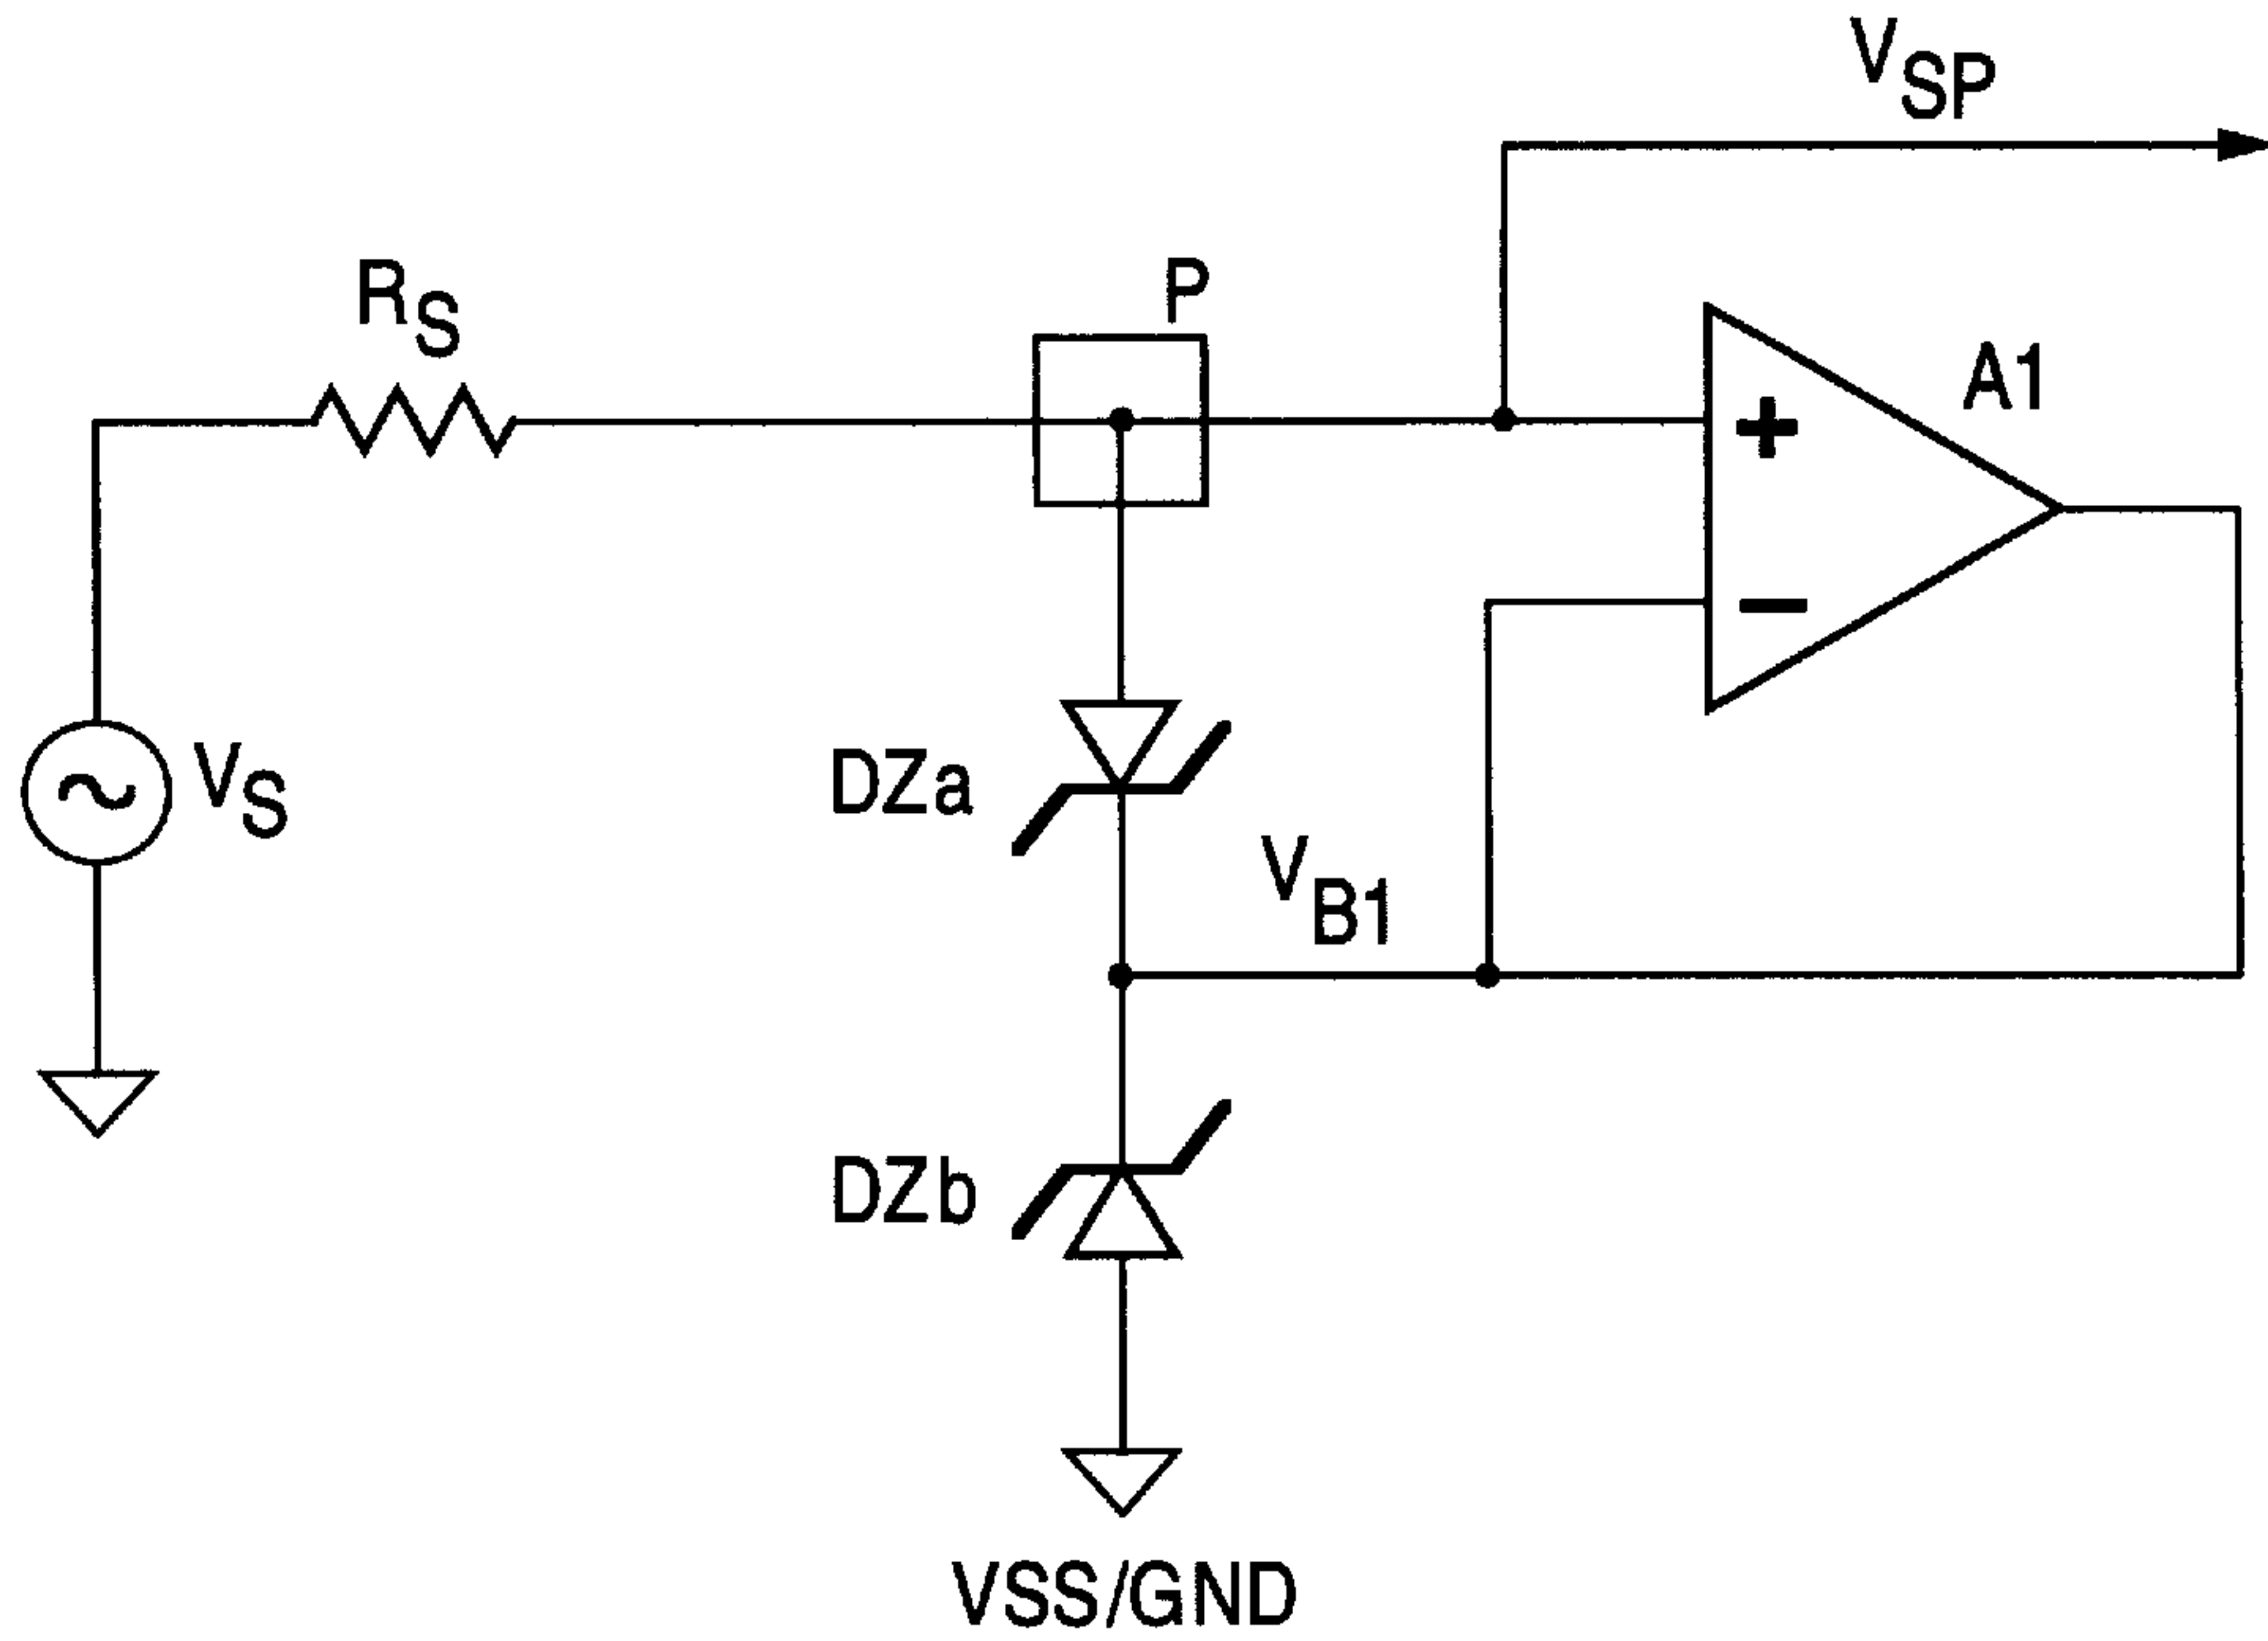 VSP
RS
P
A1
+
−
VS
DZa
VB1
DZb
VSS/GND